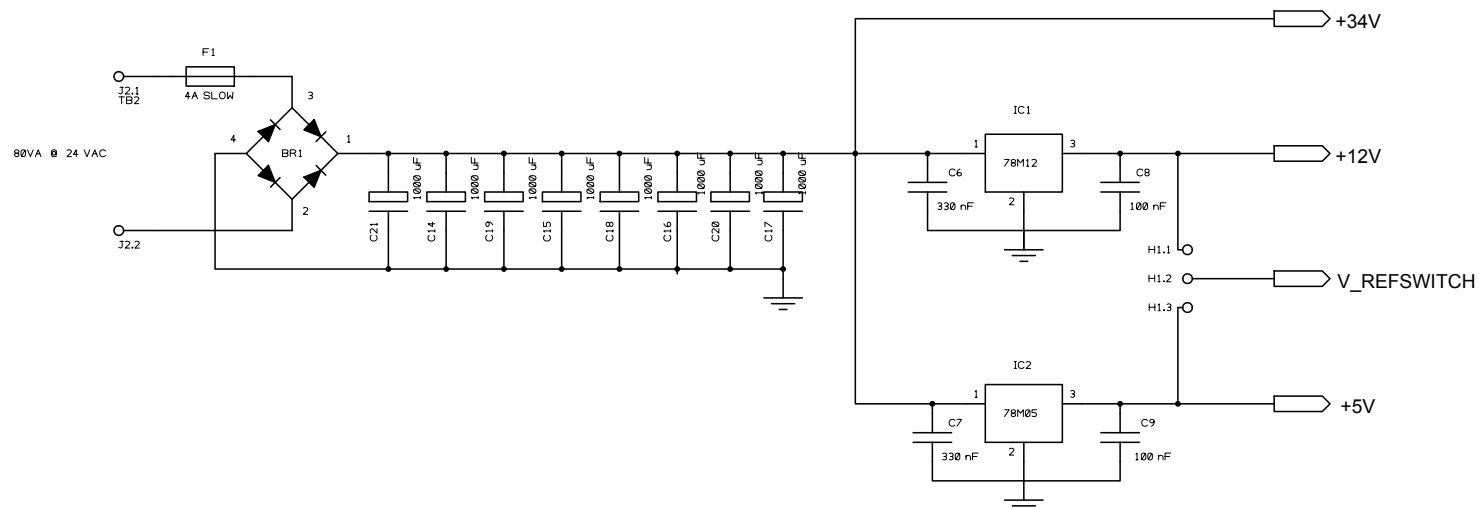 +34V
F1
J2.1
TB2
4A SLOW
3
4
BR1
1
2
80VA @ 24 VAC
J2.2
1000 uF
1000 uF
1000 uF
1000 uF
1000 uF
1000 uF
1000 uF
1000 uF
C21
C14
C19
C15
C18
C16
C20
C17
IC1
1
78M12
3
2
C6
330 nF
C8
100 nF
+12V
H1.1
H1.2
H1.3
V_REFSWITCH
IC2
1
78M05
3
2
C7
330 nF
C9
100 nF
+5V